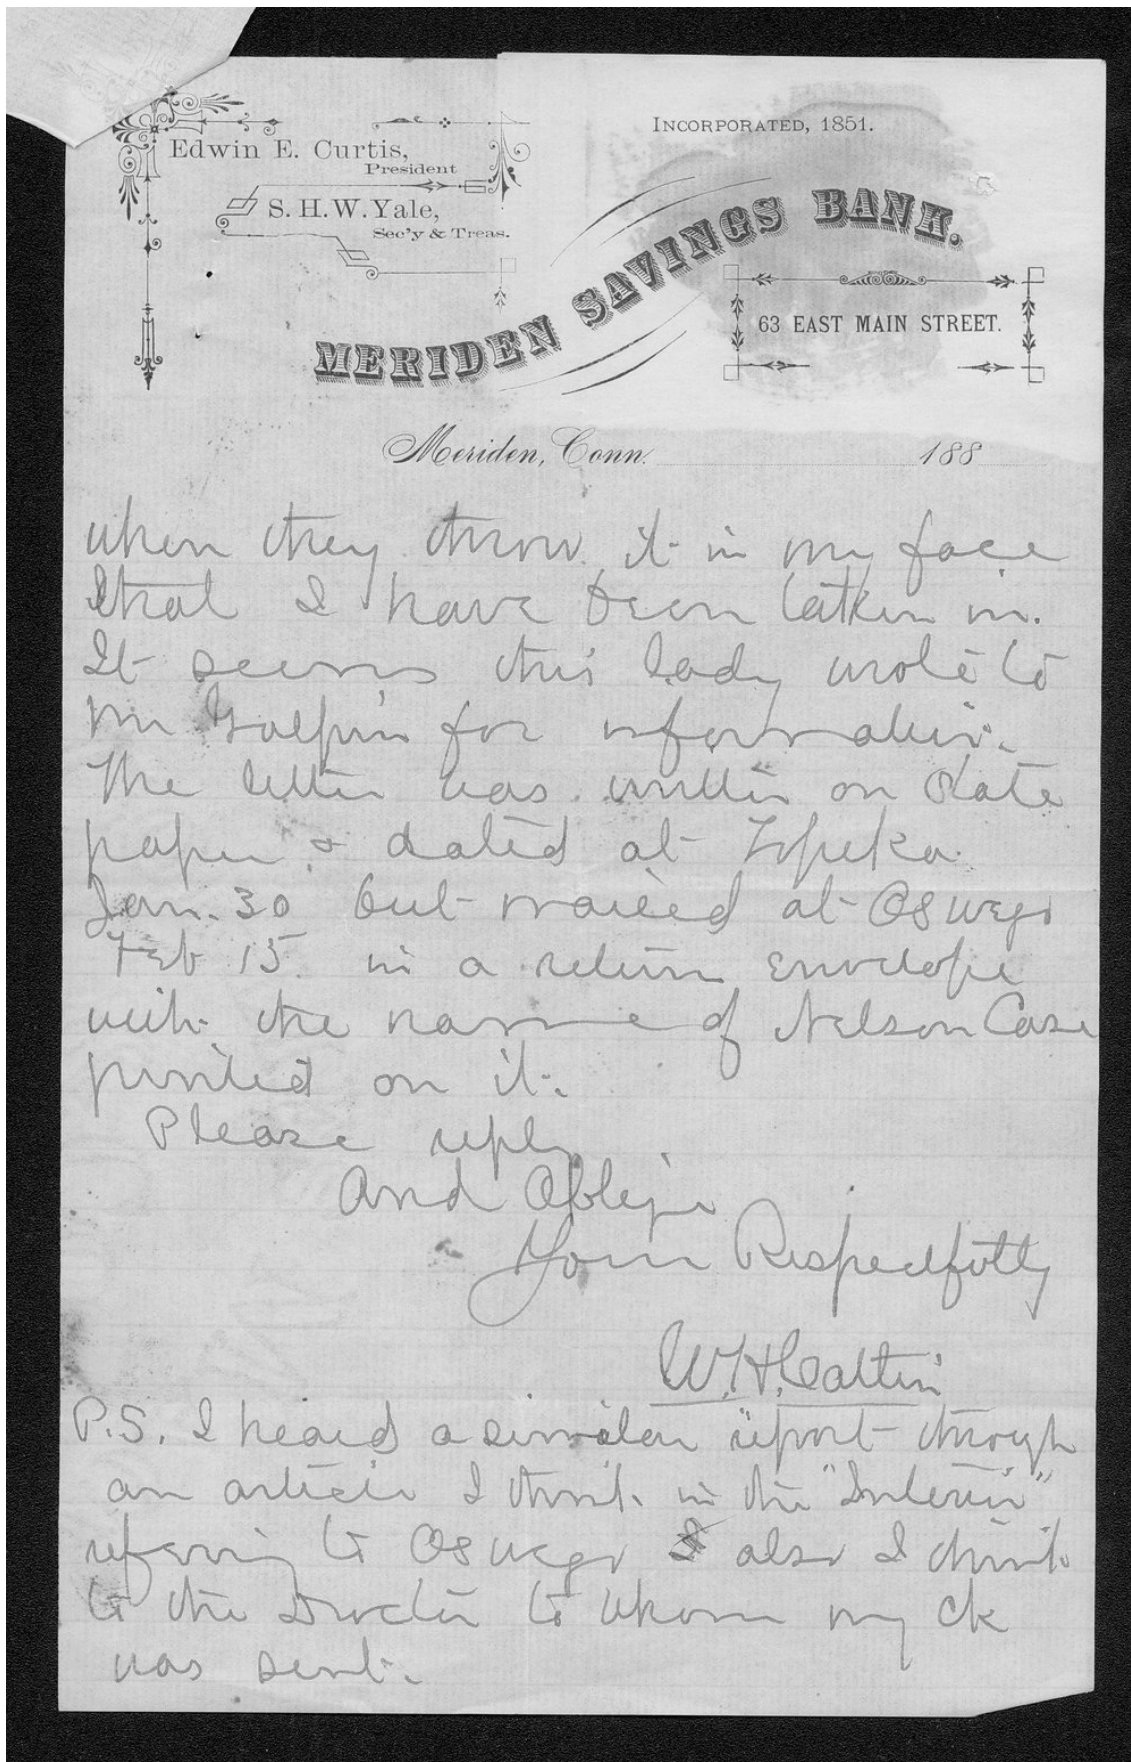 Edwin E. Curtis,
President
S. H. W. Yale,
Sec'y & Treas.
INCORPORATED, 1851.
MERIDEN SAVINGS BANK.
63 EAST MAIN STREET.
Meriden, Conn. 188
when they throw it in my face
that I have been taken in.
It seems this lady wrote to
Mr Galpin for information.
The letter was written on State
paper & dated at Topeka
Jan. 30 but mailed at Oswego
Feb 15 in a return envelope
with the name of Nelson Case
printed on it.
Please reply
And Oblige
Yours Respectfully
W. H. Catlin
P.S. I heard a similar report through
an article I think in the "Interior"
referring to Oswego & also I think
to the Doctor to whom my ck
was sent.